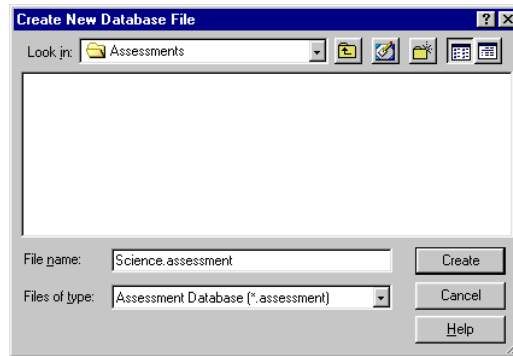 Create New Database File
Look in: Assessments
File name: Science.assessment Create
Files of type: Assessment Database (*.assessment) Cancel
Help